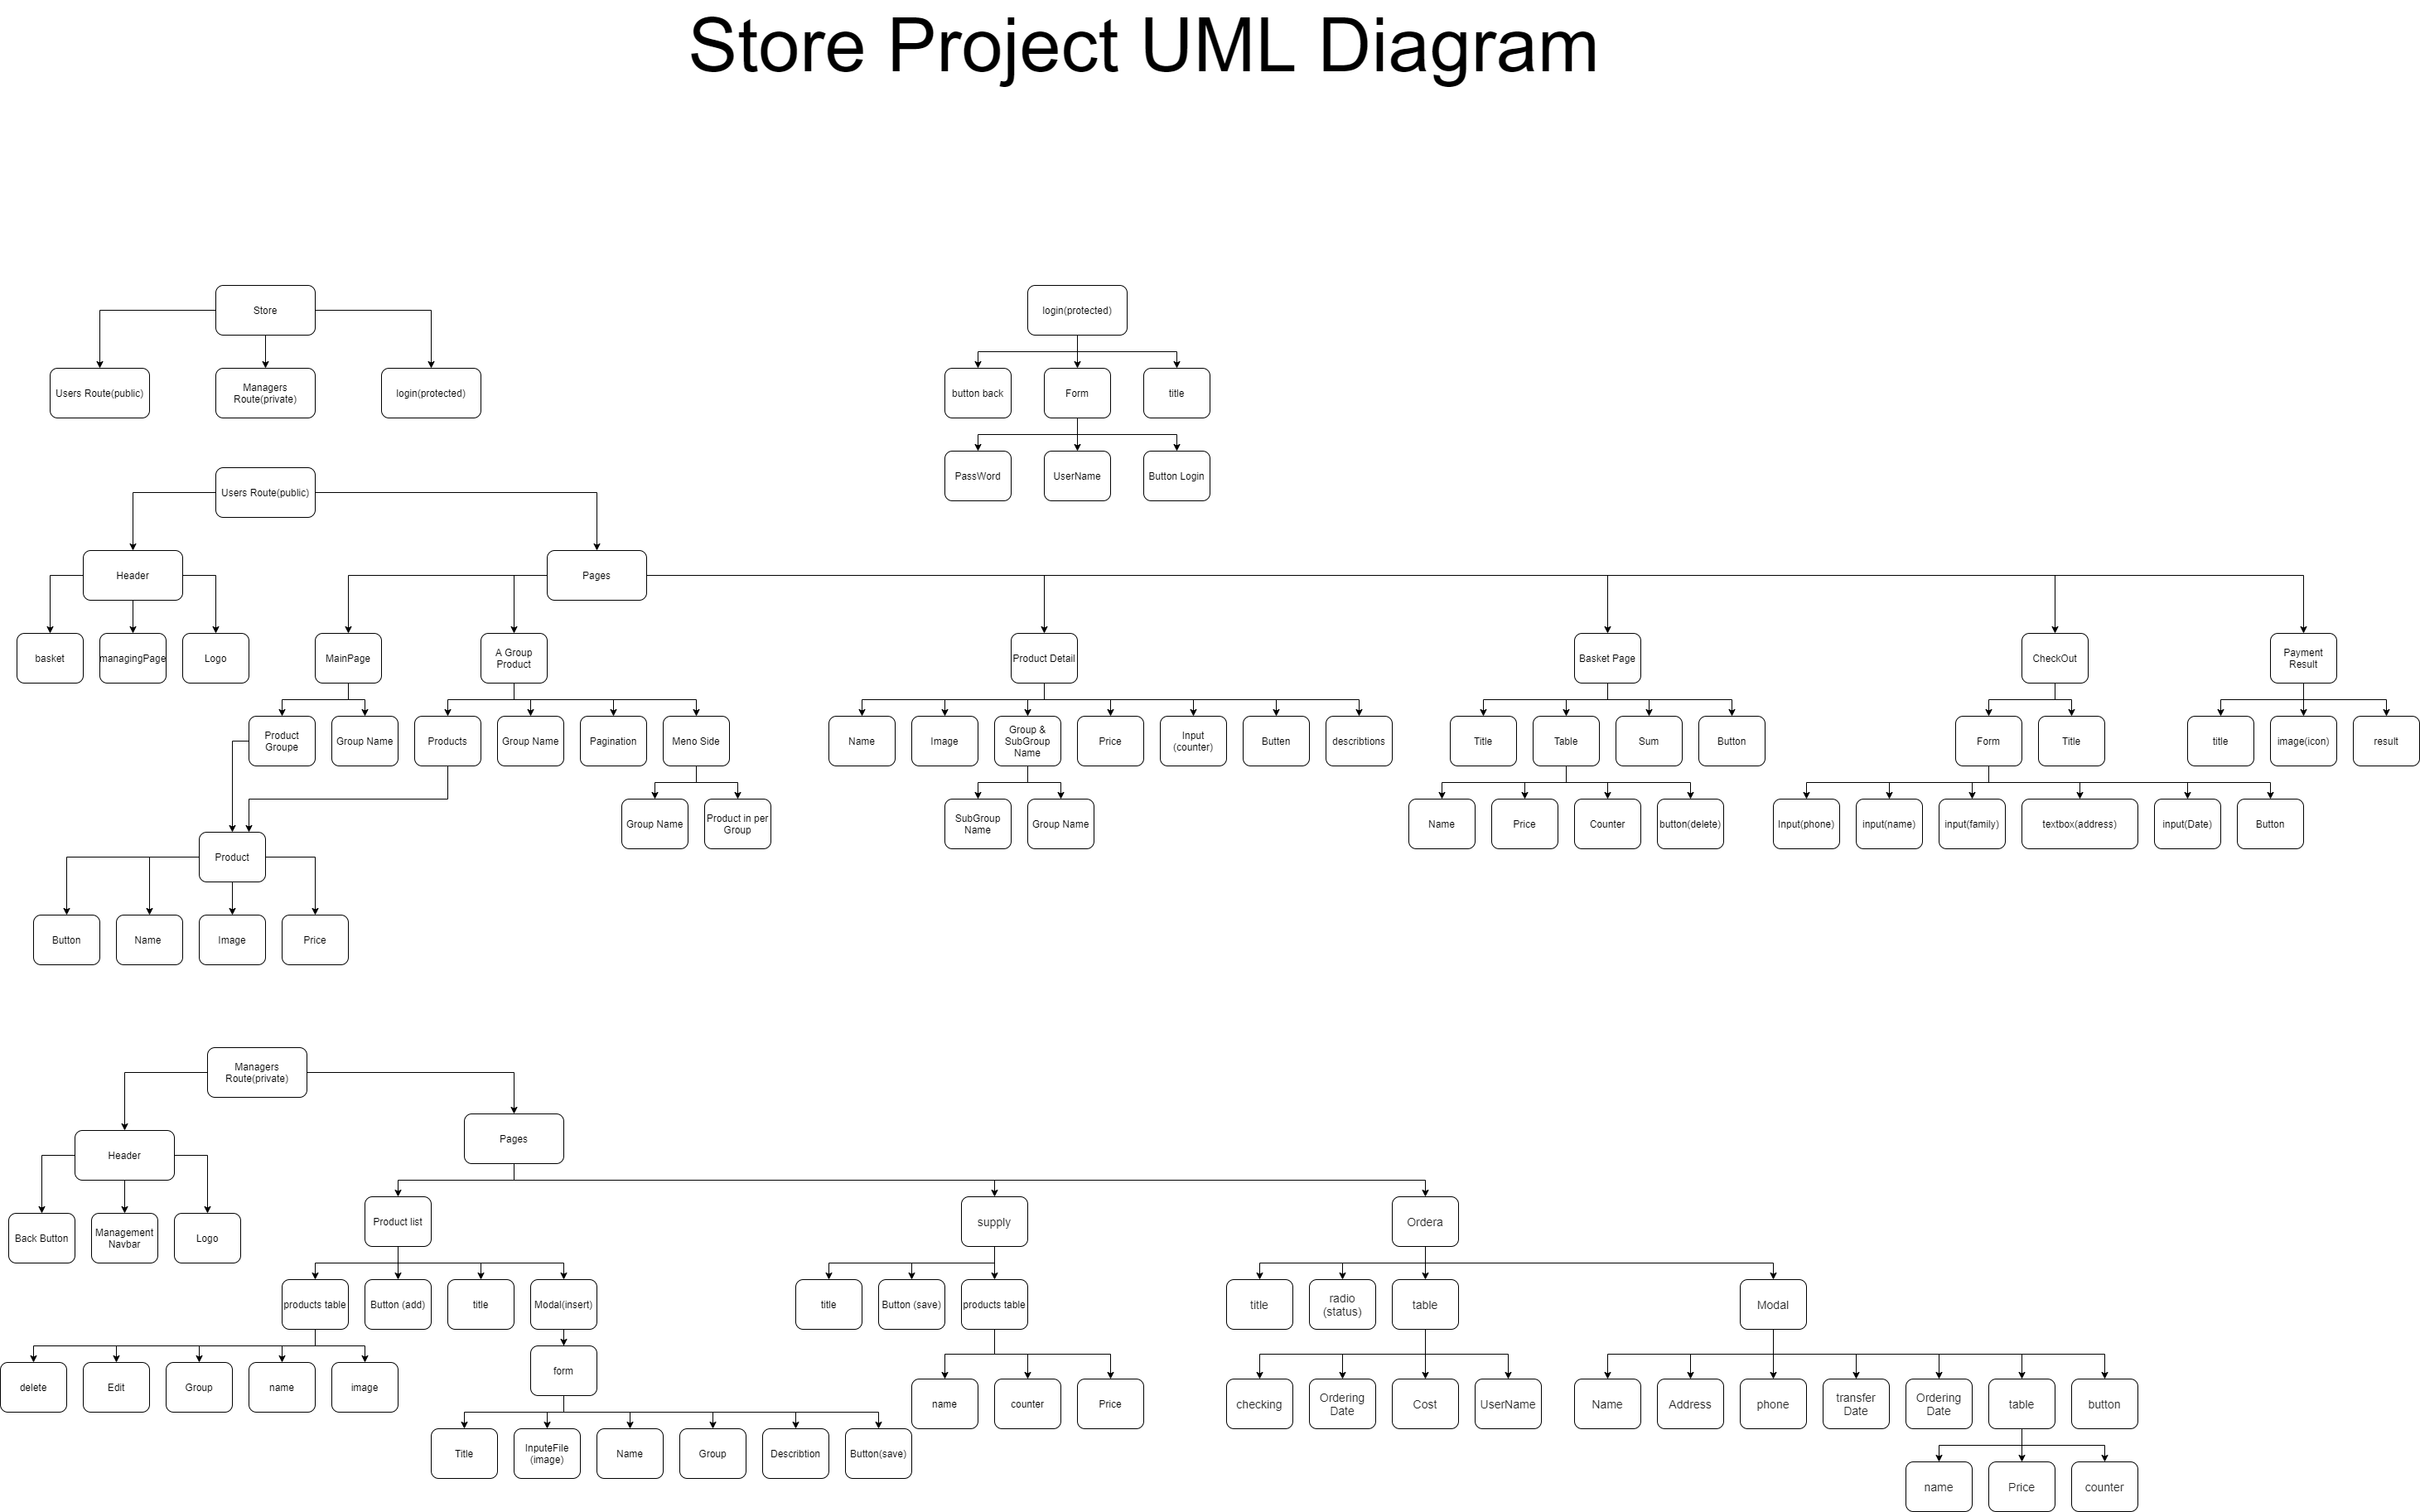 Store Project UML Diagram
Store
login(protected)
Users Route(public)
Managers
Route(private)
login(protected)
button back
Form
title
PassWord
UserName
Button Login
Users Route(public)
Header
Pages
basket
managingPage
Logo
MainPage
A Group
Product
Product Detail
Basket Page
CheckOut
Payment
Result
Product
Groupe
Group Name
Products
Group Name
Pagination
Meno Side
Name
Image
Group &
SubGroup
Name
Price
Input
(counter)
Butten
describtions
Title
Table
Sum
Button
Form
Title
title
image(icon)
result
Group Name
Product in per
Group
SubGroup
Name
Group Name
Name
Price
Counter
button(delete)
Input(phone)
input(name)
input(family)
textbox(address)
input(Date)
Button
Product
Button
Name
Image
Price
Managers
Route(private)
Pages
Header
Back Button
Management
Navbar
Logo
Product list
supply
Ordera
products table
Button (add)
title
Modal(insert)
title
Button (save)
products table
title
radio
(status)
table
Modal
form
delete
Edit
Group
name
image
name
counter
Price
checking
Ordering
Date
Cost
UserName
Name
Address
phone
transfer
Date
Ordering
Date
table
button
Title
InputeFile
(image)
Name
Group
Describtion
Button(save)
name
Price
counter